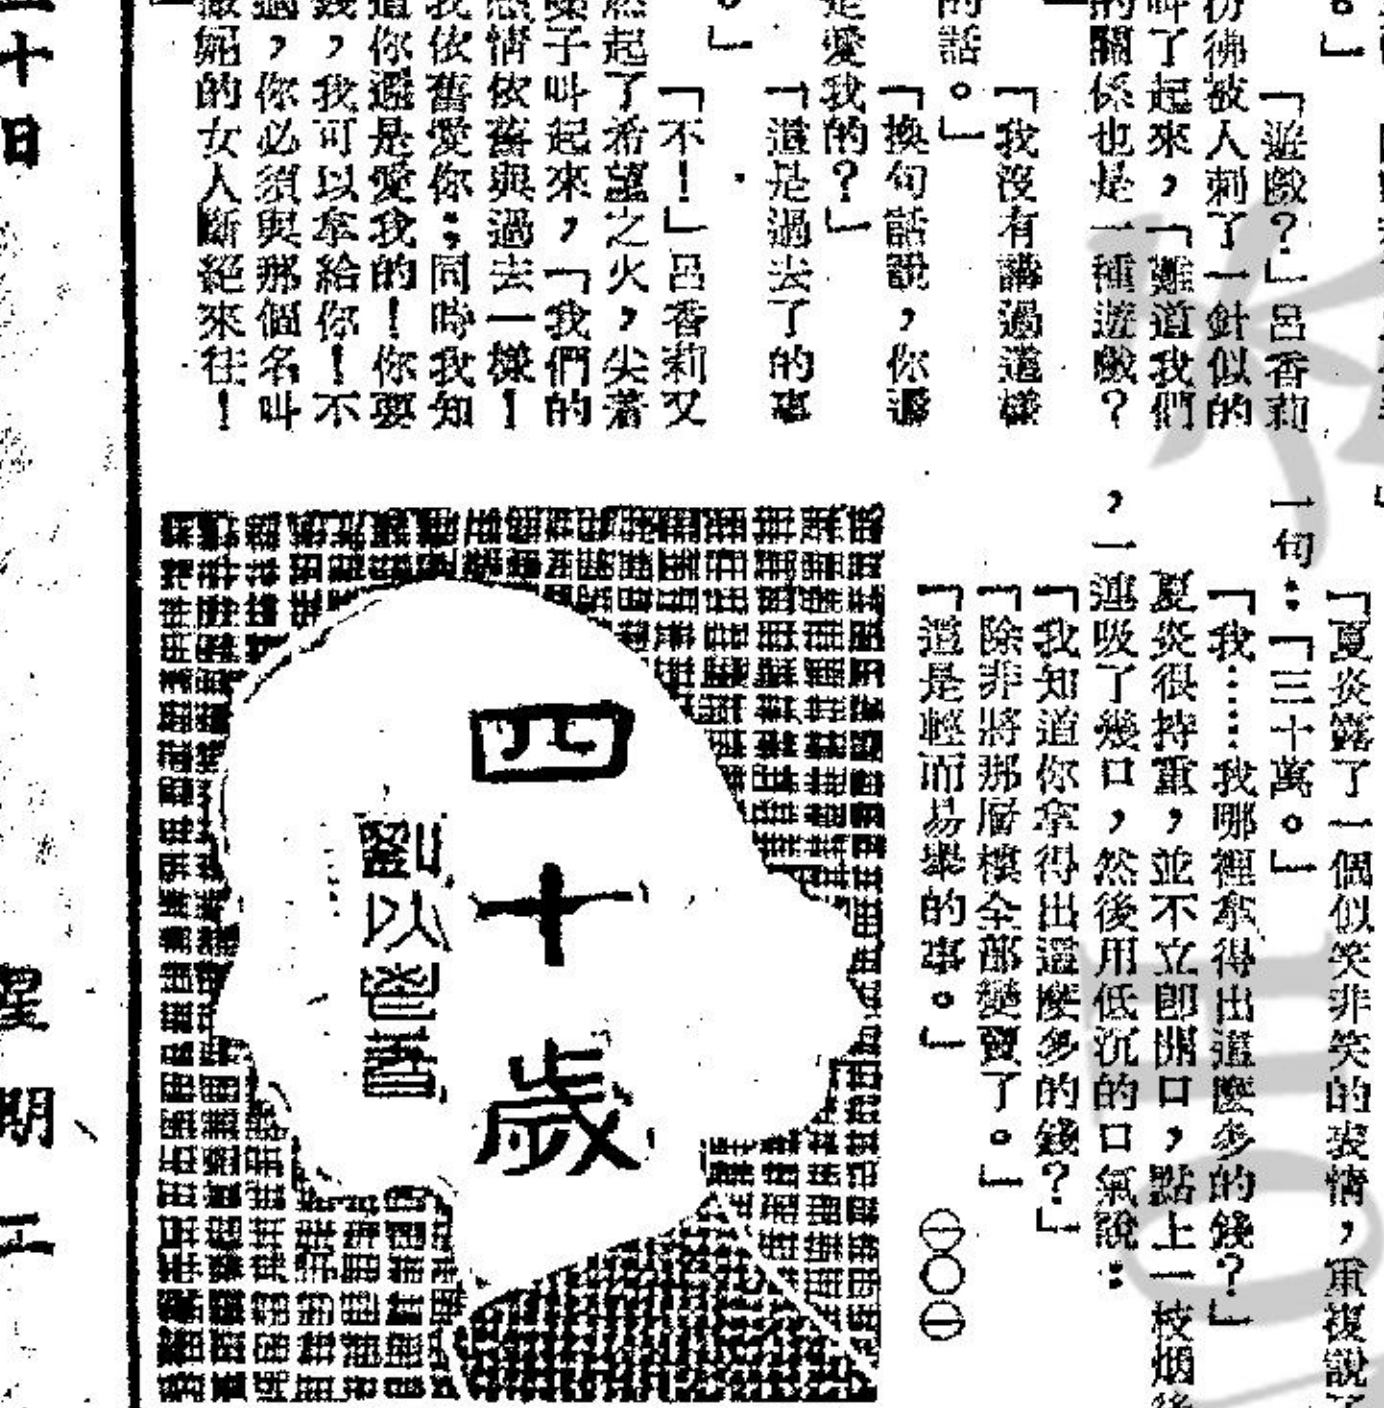 「遊戲？」呂香莉
彷彿被人刺了一針似的
呌了起來，「難道我們
的關係也是一種遊戲？
「我沒有講過這樣
的話。」
「換句話說，你還
是愛我的？」
「這是過去了的事
。」
「不！」呂香莉又
燃起了希望之火，尖着
嗓子叫起來，「我們的
感情依舊與過去一樣！
我依舊愛你；同時我知
道你還是愛我的！你要
錢，我可以拿給你！不
過，你必須與那個名叫
的女人斷絕來往！
「夏炎露了一個似笑非笑的表情，重複說了
一句：「三十萬。」
「我……我哪裡拿得出這麼多的錢？」
夏炎很持重，並不立卽開口，點上一枝烟後
，一連吸了幾口，然後用低沉的口氣說：
「我知道你拿得出這麼多的錢？」
「除非將那層樓全部變賣了。」
「這是輕而易舉的事。」
㊀〇㊀
四十歲
劉以鬯著
十日
星期二